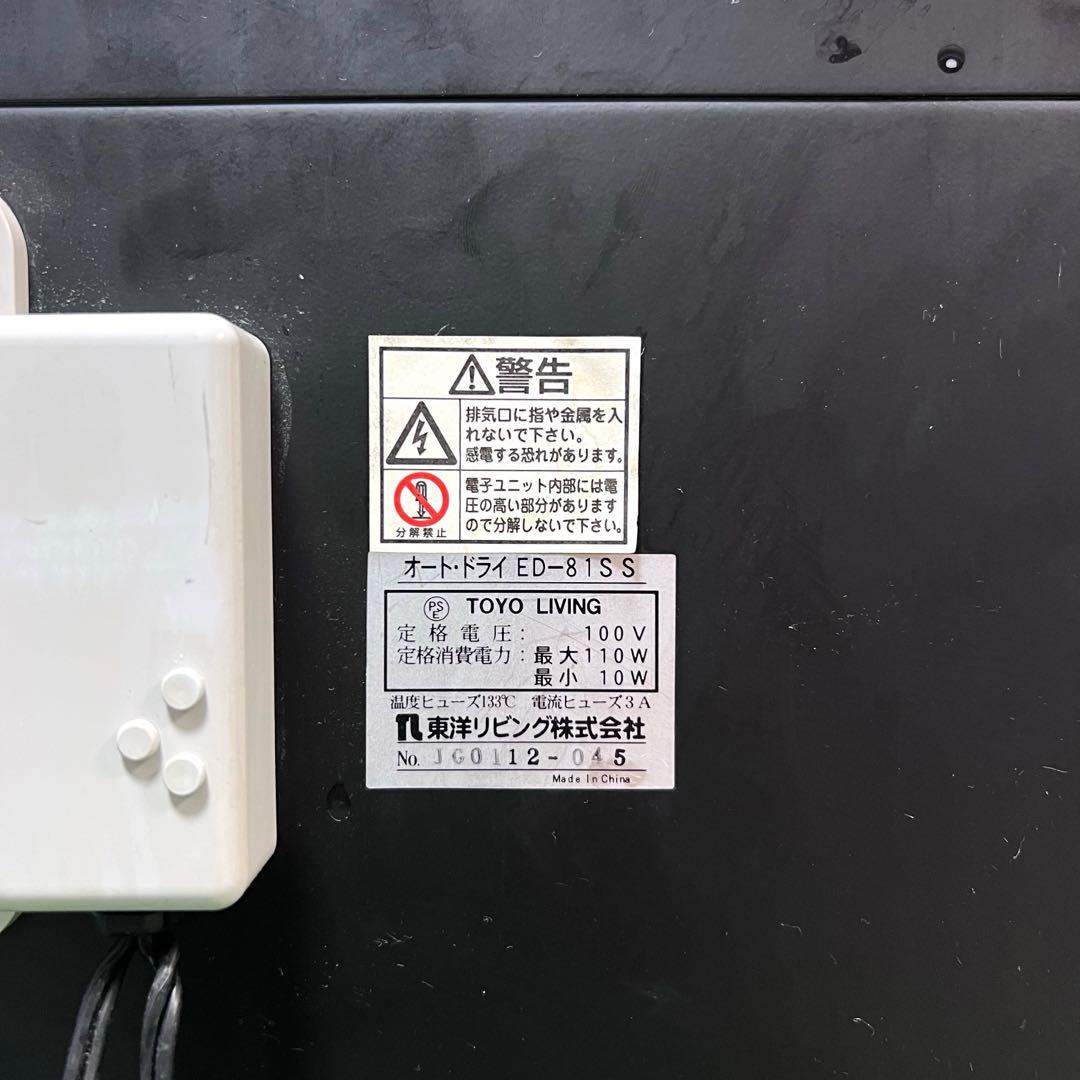 警告
排気口に指や金属を入
れないで下さい。
感電する恐れがあります。
電子ユニット内部には電
圧の高い部分があります
ので分解しないで下さい。
分解禁止
オート・ドライ ED-81SS
PSE TOYO LIVING
定格電圧: 100V
定格消費電力: 最大110W
最小 10W
温度ヒューズ133℃ 電流ヒューズ3A
東洋リビング株式会社
No. JG0112-045
Made In China